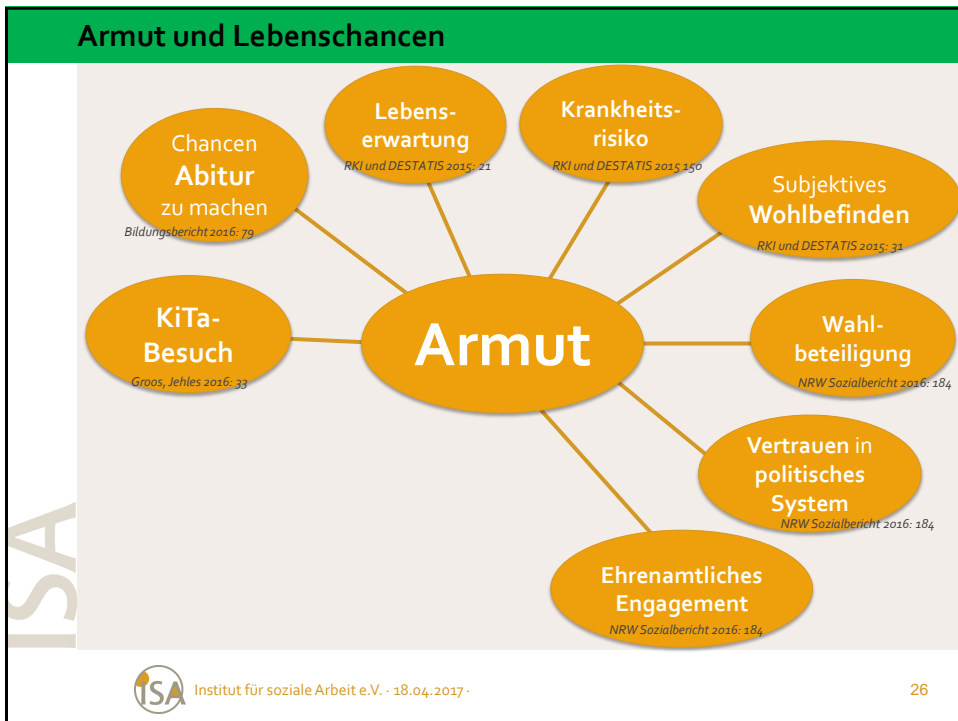 Armut und Lebenschancen
Lebens-
erwartung
RKI und DESTATIS 2015: 21
Krankheits-
risiko
RKI und DESTATIS 2015 150
Chancen
Abitur
zu machen
Bildungsbericht 2016: 79
Subjektives
Wohlbefinden
RKI und DESTATIS 2015: 31
KiTa-
Besuch
Groos, Jehles 2016: 33
Armut
Wahl-
beteiligung
NRW Sozialbericht 2016: 184
Vertrauen in
politisches
System
NRW Sozialbericht 2016: 184
Ehrenamtliches
Engagement
NRW Sozialbericht 2016: 184
ISA
ISA
Institut für soziale Arbeit e.V. · 18.04.2017 ·
26